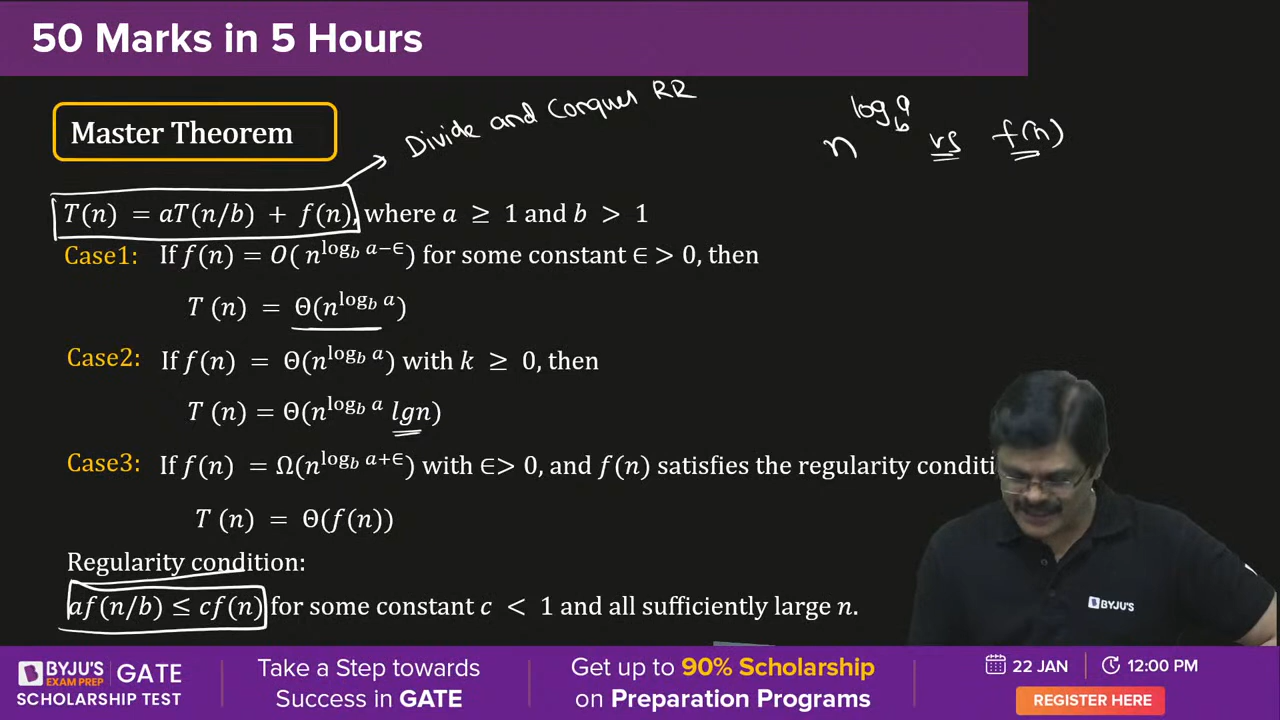 50 Marks in 5 Hours
Master Theorem
Divide and Conquer RR
n^log_b a vs f(n)
T(n) = aT(n/b) + f(n), where a ≥ 1 and b > 1
Case1: If f(n) = O( n^log_b a−∈) for some constant ∈ > 0, then
T (n) = Θ(n^log_b a)
Case2: If f(n) = Θ(n^log_b a) with k ≥ 0, then
T (n) = Θ(n^log_b a lgn)
Case3: If f(n) = Ω(n^log_b a+∈) with ∈> 0, and f(n) satisfies the regularity conditi
T (n) = Θ(f(n))
Regularity condition:
af(n/b) ≤ cf(n) for some constant c < 1 and all sufficiently large n.
BYJU'S
BYJU'S EXAM PREP GATE
SCHOLARSHIP TEST
Take a Step towards
Success in GATE
Get up to 90% Scholarship
on Preparation Programs
22 JAN 12:00 PM
REGISTER HERE